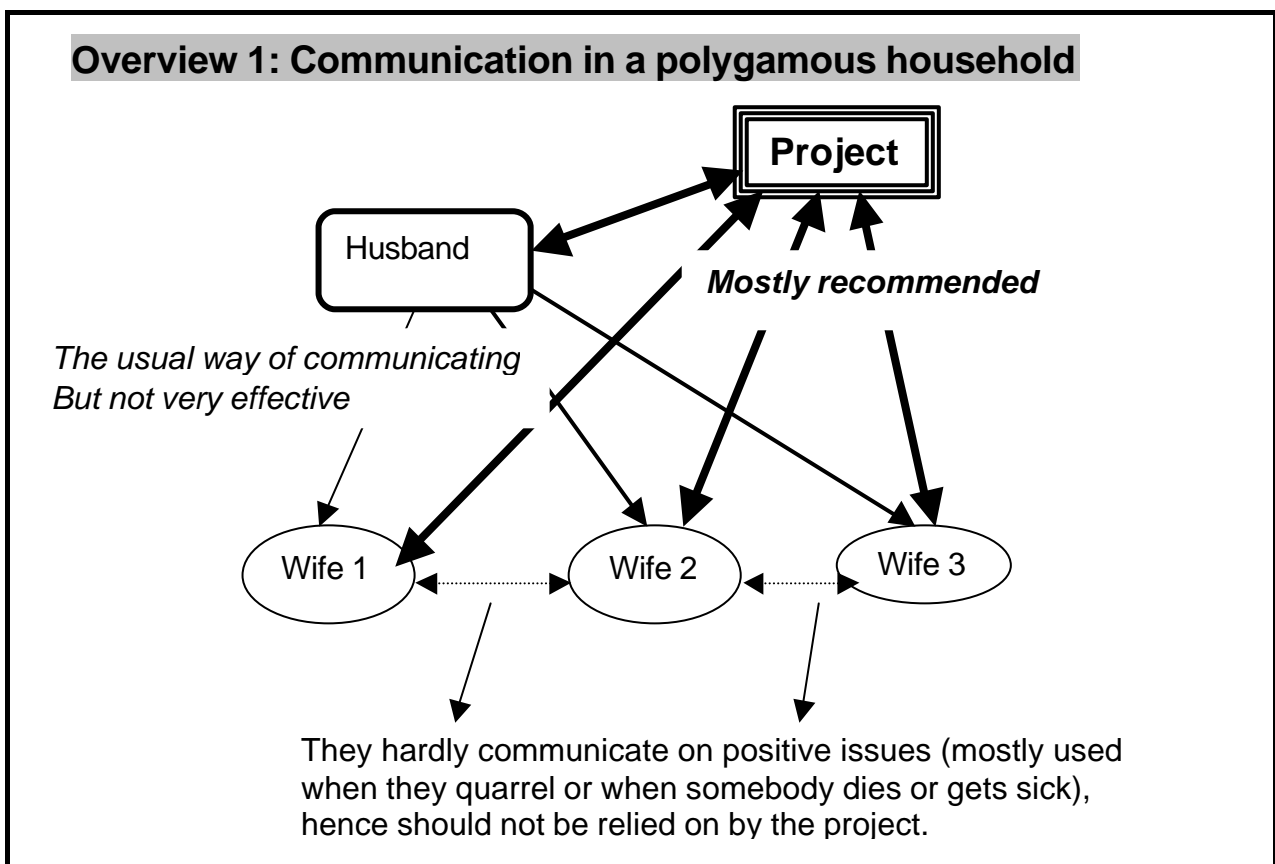 Overview 1: Communication in a polygamous household
Project
Husband
Mostly recommended
The usual way of communicating
But not very effective
Wife 1
Wife 2
Wife 3
They hardly communicate on positive issues (mostly used
when they quarrel or when somebody dies or gets sick),
hence should not be relied on by the project.